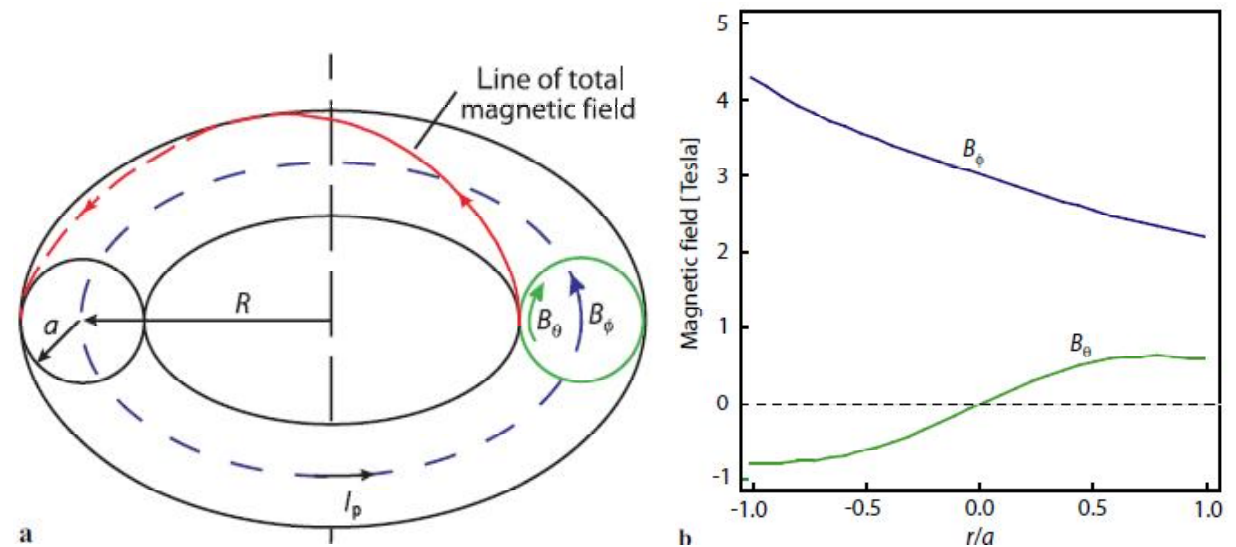 Line of total
magnetic field
R
a
Bθ
Bϕ
Ip
a
5
4
3
2
1
0
-1
Magnetic field [Tesla]
Bϕ
Bθ
-1.0
-0.5
0.0
0.5
1.0
r/a
b